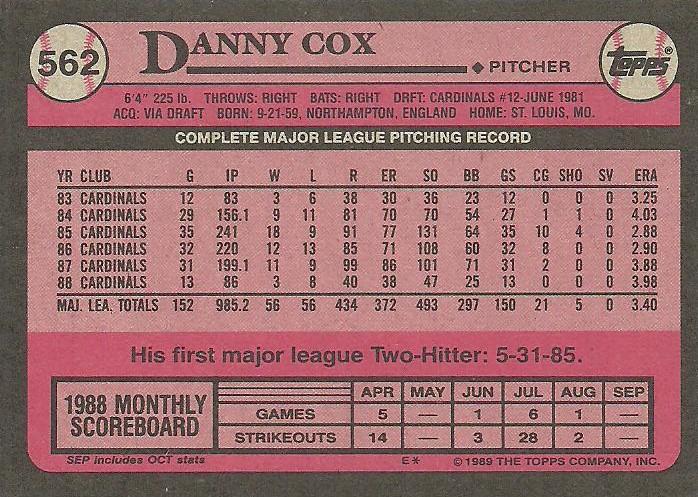 562 DANNY COX ◆ PITCHER TOPPS
6'4" 225 lb. THROWS: RIGHT BATS: RIGHT DRFT: CARDINALS #12-JUNE 1981
ACQ: VIA DRAFT BORN: 9-21-59, NORTHAMPTON, ENGLAND HOME: ST. LOUIS, MO.
COMPLETE MAJOR LEAGUE PITCHING RECORD
YR CLUB G IP W L R ER SO BB GS CG SHO SV ERA
83 CARDINALS 12 83 3 6 38 30 36 23 12 0 0 0 3.25
84 CARDINALS 29 156.1 9 11 81 70 70 54 27 1 1 0 4.03
85 CARDINALS 35 241 18 9 91 77 131 64 35 10 4 0 2.88
86 CARDINALS 32 220 12 13 85 71 108 60 32 8 0 0 2.90
87 CARDINALS 31 199.1 11 9 99 86 101 71 31 2 0 0 3.88
88 CARDINALS 13 86 3 8 40 38 47 25 13 0 0 0 3.98
MAJ. LEA. TOTALS 152 985.2 56 56 434 372 493 297 150 21 5 0 3.40
His first major league Two-Hitter: 5-31-85.
1988 MONTHLY SCOREBOARD
APR MAY JUN JUL AUG SEP
GAMES 5 — 1 6 1 —
STRIKEOUTS 14 — 3 28 2 —
SEP includes OCT stats E* ©1989 THE TOPPS COMPANY, INC.